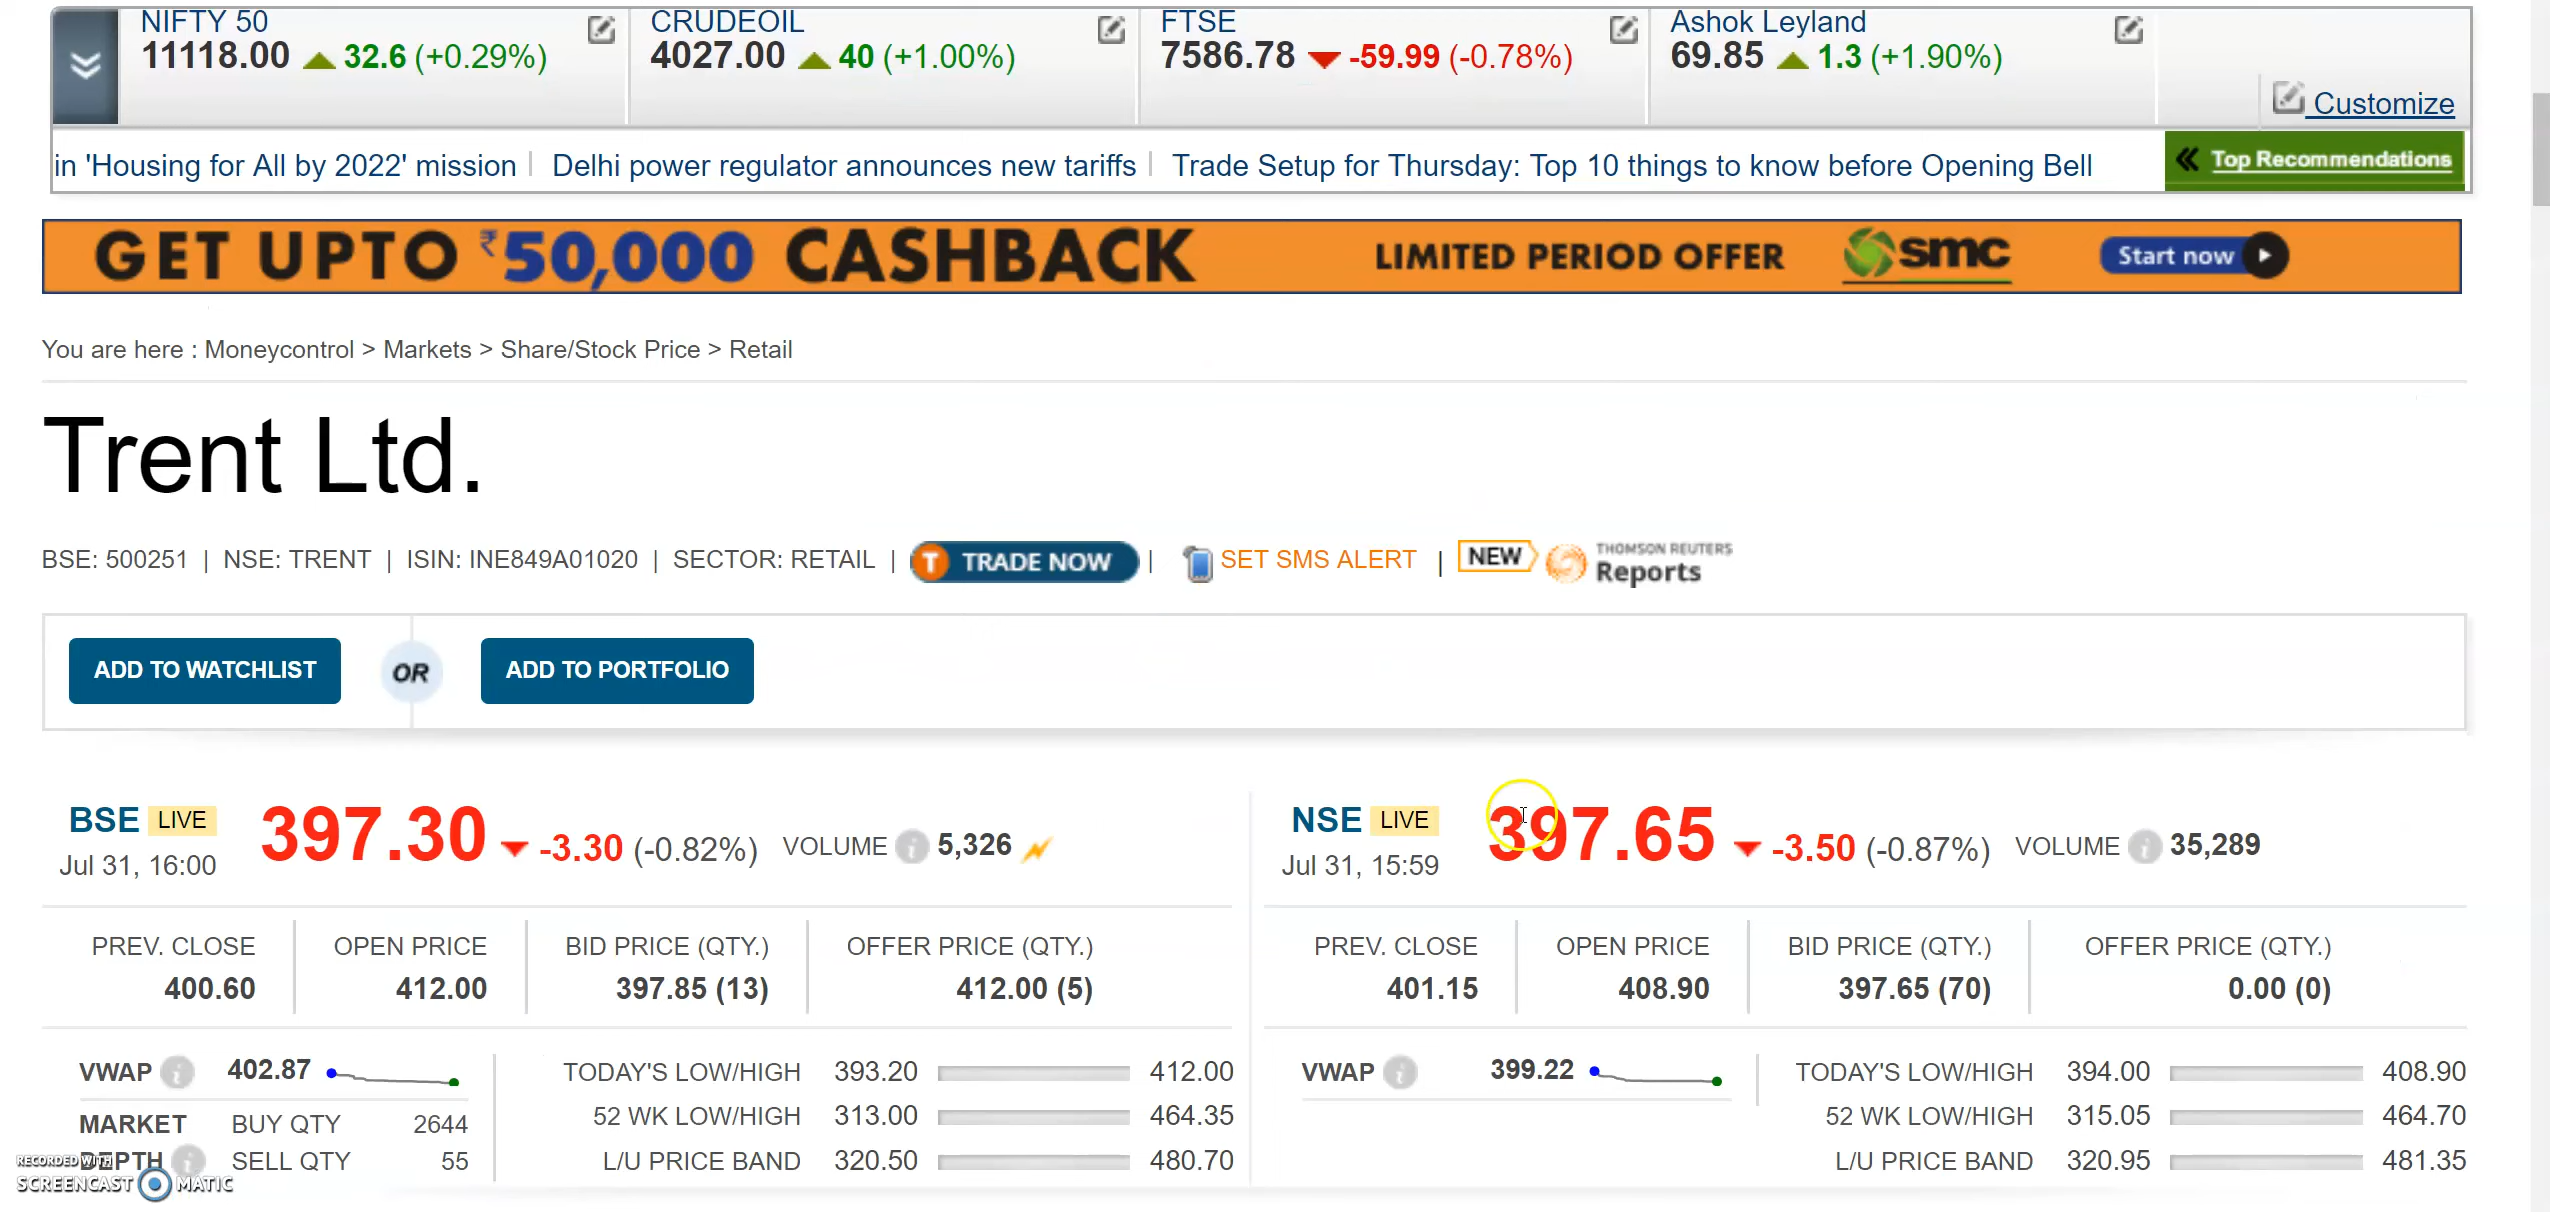 NIFTY 50
11118.00 32.6 (+0.29%)
CRUDEOIL
4027.00 40 (+1.00%)
FTSE
7586.78 -59.99 (-0.78%)
Ashok Leyland
69.85 1.3 (+1.90%)
Customize
in 'Housing for All by 2022' mission | Delhi power regulator announces new tariffs | Trade Setup for Thursday: Top 10 things to know before Opening Bell
Top Recommendations
GET UPTO ₹50,000 CASHBACK LIMITED PERIOD OFFER smc Start now
You are here : Moneycontrol > Markets > Share/Stock Price > Retail
Trent Ltd.
BSE: 500251 | NSE: TRENT | ISIN: INE849A01020 | SECTOR: RETAIL | T TRADE NOW | SET SMS ALERT | NEW THOMSON REUTERS Reports
ADD TO WATCHLIST OR ADD TO PORTFOLIO
BSE LIVE 397.30 -3.30 (-0.82%) VOLUME i 5,326
Jul 31, 16:00
PREV. CLOSE OPEN PRICE BID PRICE (QTY.) OFFER PRICE (QTY.)
400.60 412.00 397.85 (13) 412.00 (5)
VWAP i 402.87
MARKET BUY QTY 2644
DEPTH i SELL QTY 55
TODAY'S LOW/HIGH 393.20 412.00
52 WK LOW/HIGH 313.00 464.35
L/U PRICE BAND 320.50 480.70
NSE LIVE 397.65 -3.50 (-0.87%) VOLUME i 35,289
Jul 31, 15:59
PREV. CLOSE OPEN PRICE BID PRICE (QTY.) OFFER PRICE (QTY.)
401.15 408.90 397.65 (70) 0.00 (0)
VWAP i 399.22
TODAY'S LOW/HIGH 394.00 408.90
52 WK LOW/HIGH 315.05 464.70
L/U PRICE BAND 320.95 481.35
RECORDED WITH
SCREENCAST MATIC